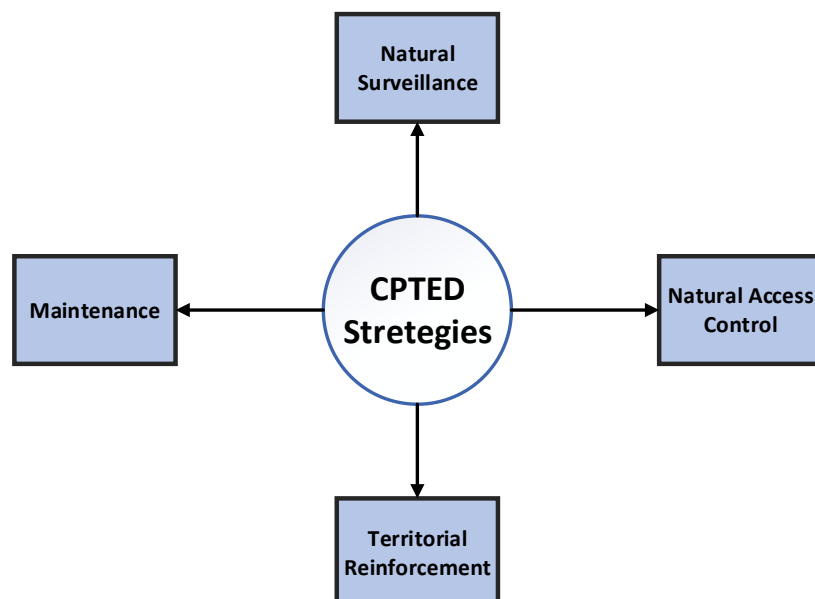 Natural
Surveillance
Maintenance
CPTED
Stretegies
Natural Access
Control
Territorial
Reinforcement